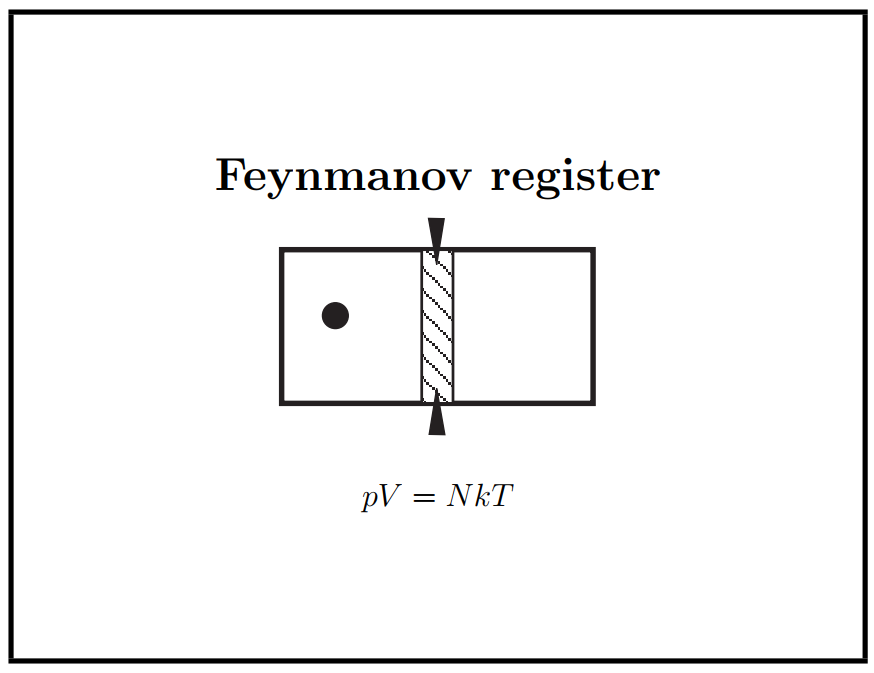 Feynmanov register
pV = NkT